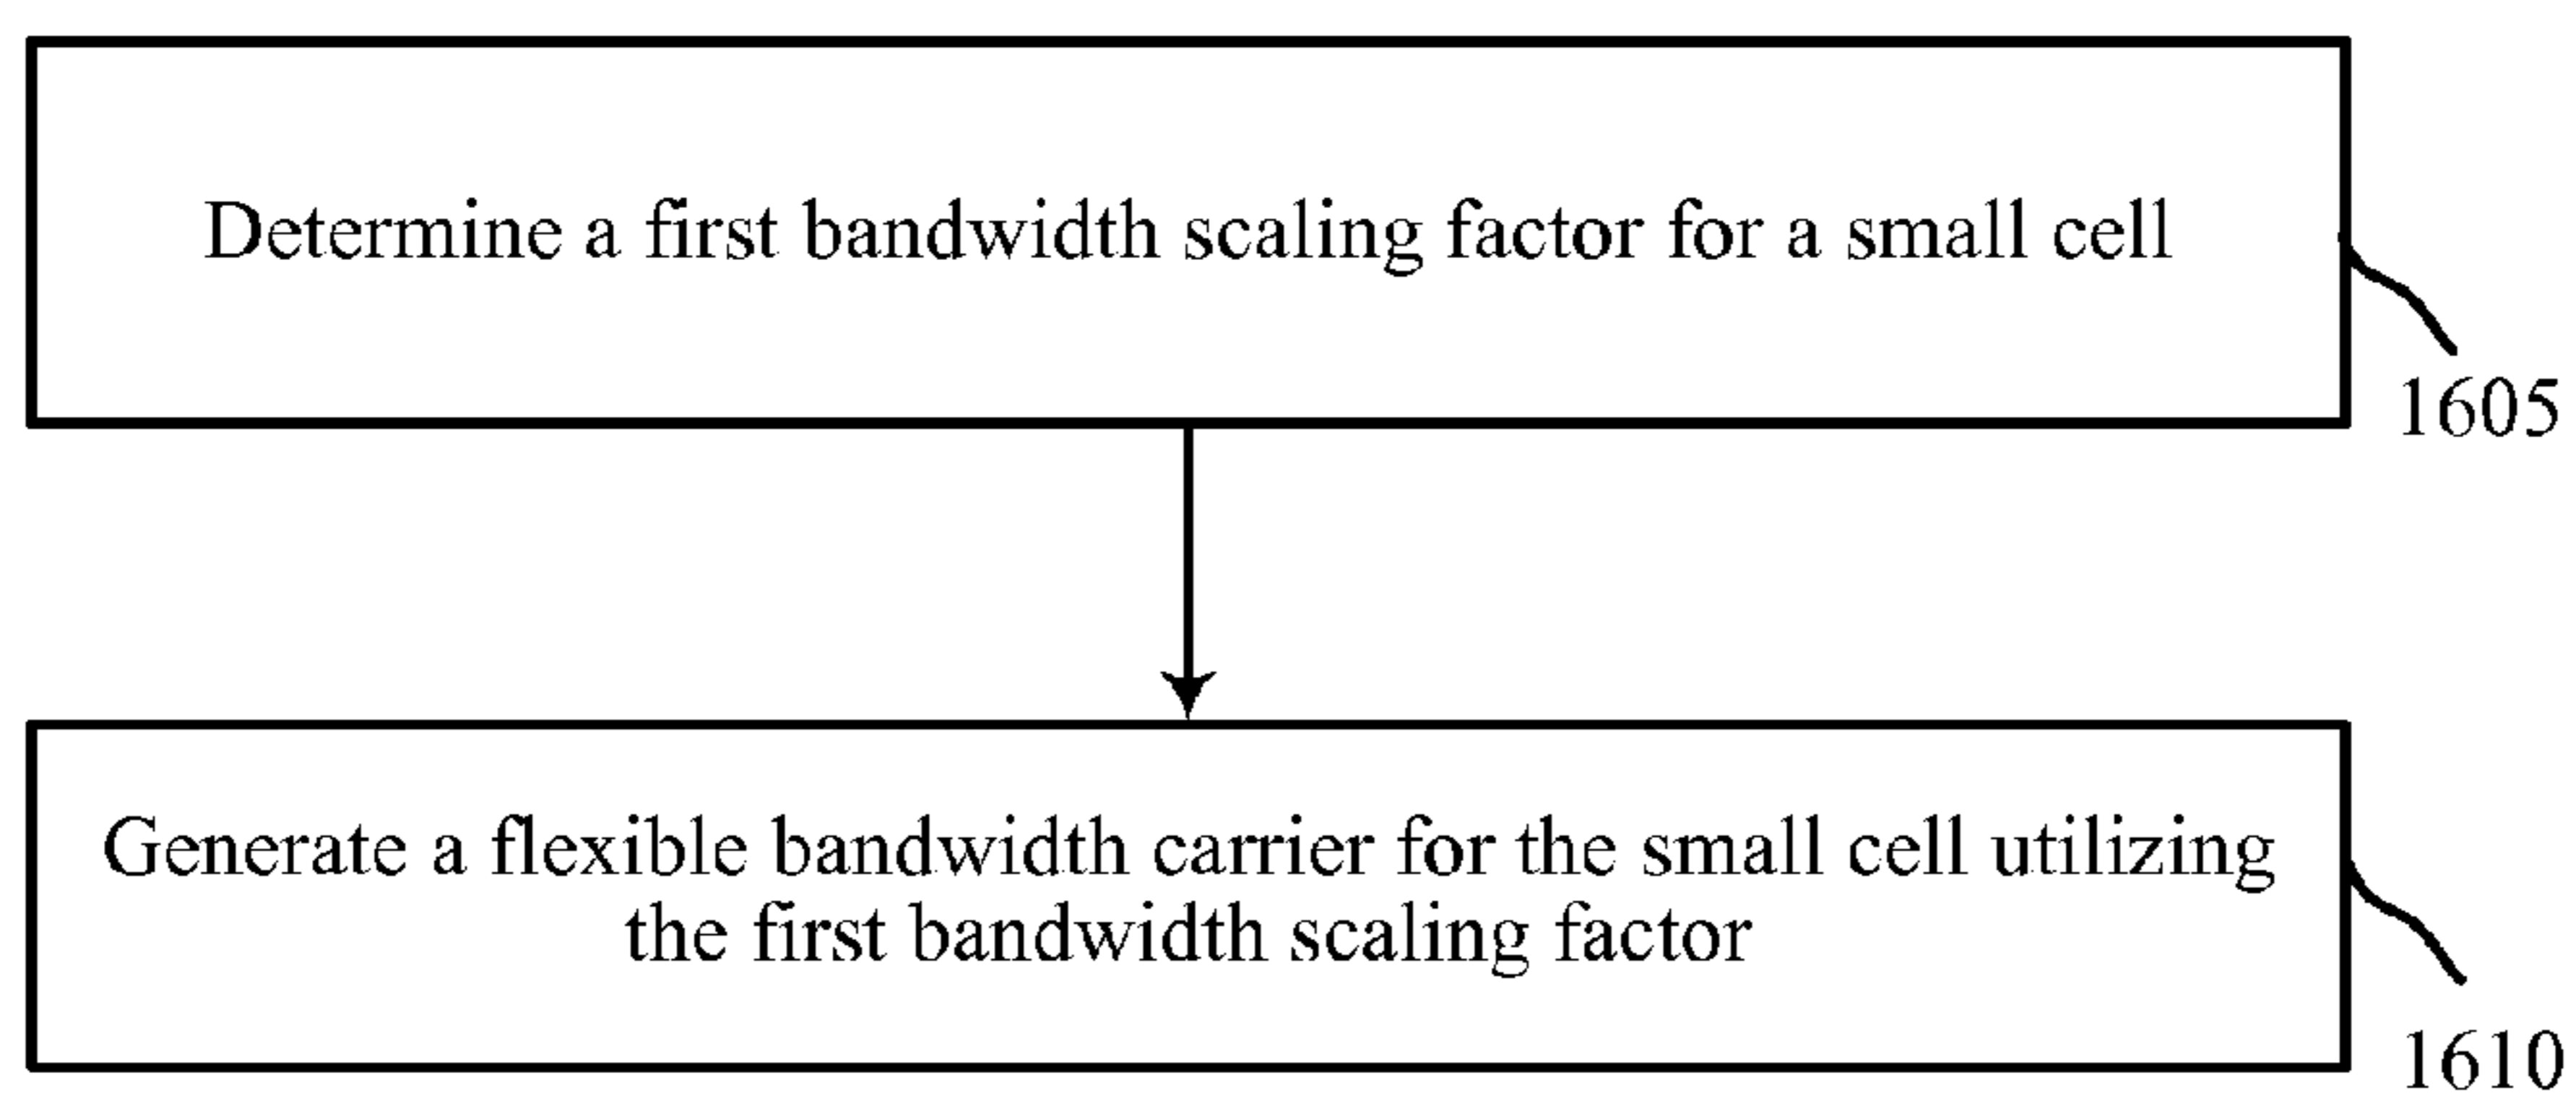 Determine a first bandwidth scaling factor for a small cell
1605
Generate a flexible bandwidth carrier for the small cell utilizing
the first bandwidth scaling factor
1610